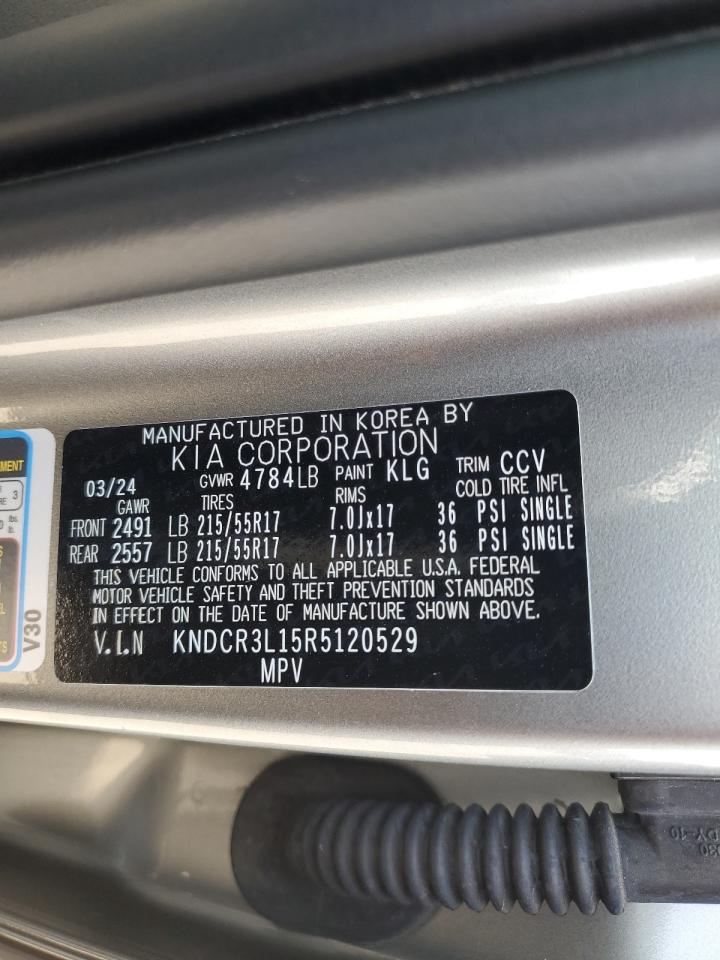 MANUFACTURED IN KOREA BY
KIA CORPORATION
03/24 GVWR 4784LB PAINT KLG TRIM CCV
GAWR TIRES RIMS COLD TIRE INFL
FRONT 2491 LB 215/55R17 7.0Jx17 36 PSI SINGLE
REAR 2557 LB 215/55R17 7.0Jx17 36 PSI SINGLE
THIS VEHICLE CONFORMS TO ALL APPLICABLE U.S.A. FEDERAL
MOTOR VEHICLE SAFETY AND THEFT PREVENTION STANDARDS
IN EFFECT ON THE DATE OF MANUFACTURE SHOWN ABOVE.
V.I.N KNDCR3L15R5120529
MPV
V30